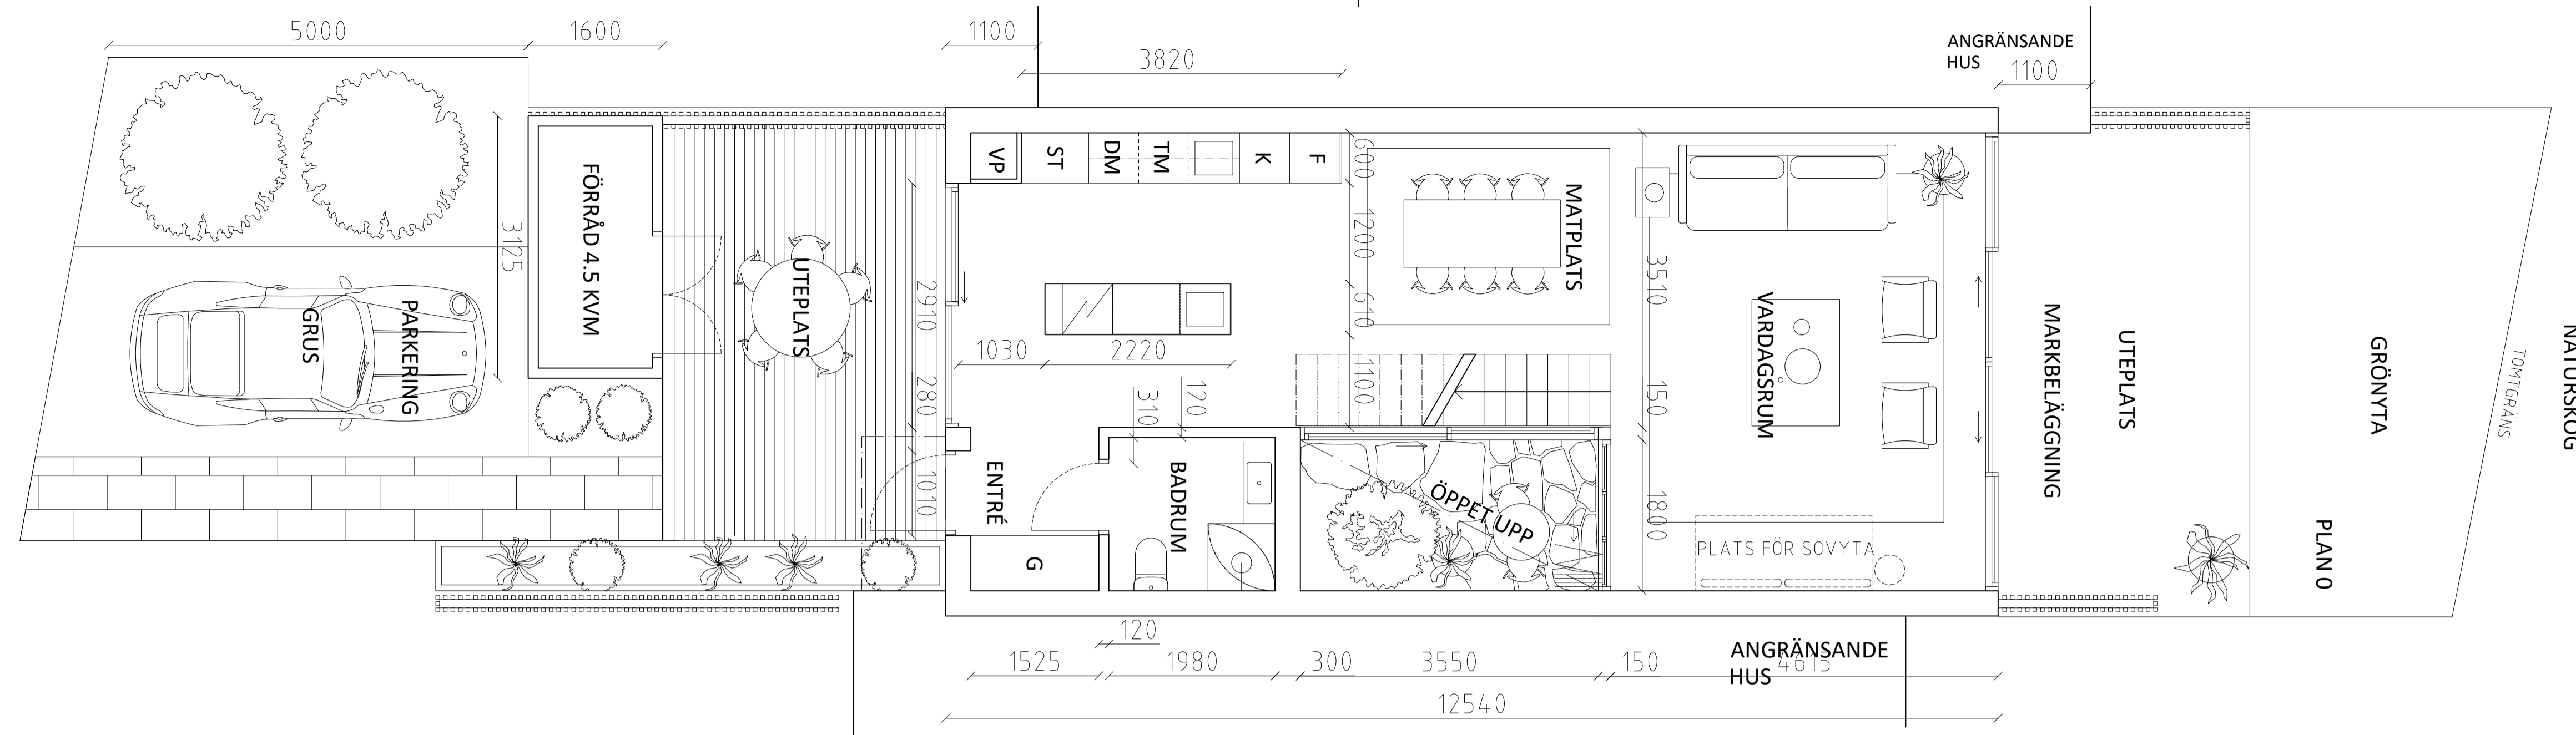 5000
1600
1100
3820
ANGRÄNSANDE
HUS
1100
3125
FÖRRÅD 4.5 KVM
PARKERING
GRUS
UTEPLATS
VP
ST
DM
TM
K
F
600
1200
610
1100
MATPLATS
2910
280
1010
1030
2220
310
120
3510
150
1800
VARDAGSRUM
PLATS FÖR SOVYTA
ENTRÉ
G
BADRUM
ÖPPET UPP
UTEPLATS
MARKBELÄGGNING
GRÖNYTA
TOMTGRÄNS
NATURSKOG
PLAN 0
120
1525
1980
300
3550
150
4615
ANGRÄNSANDE
HUS
12540